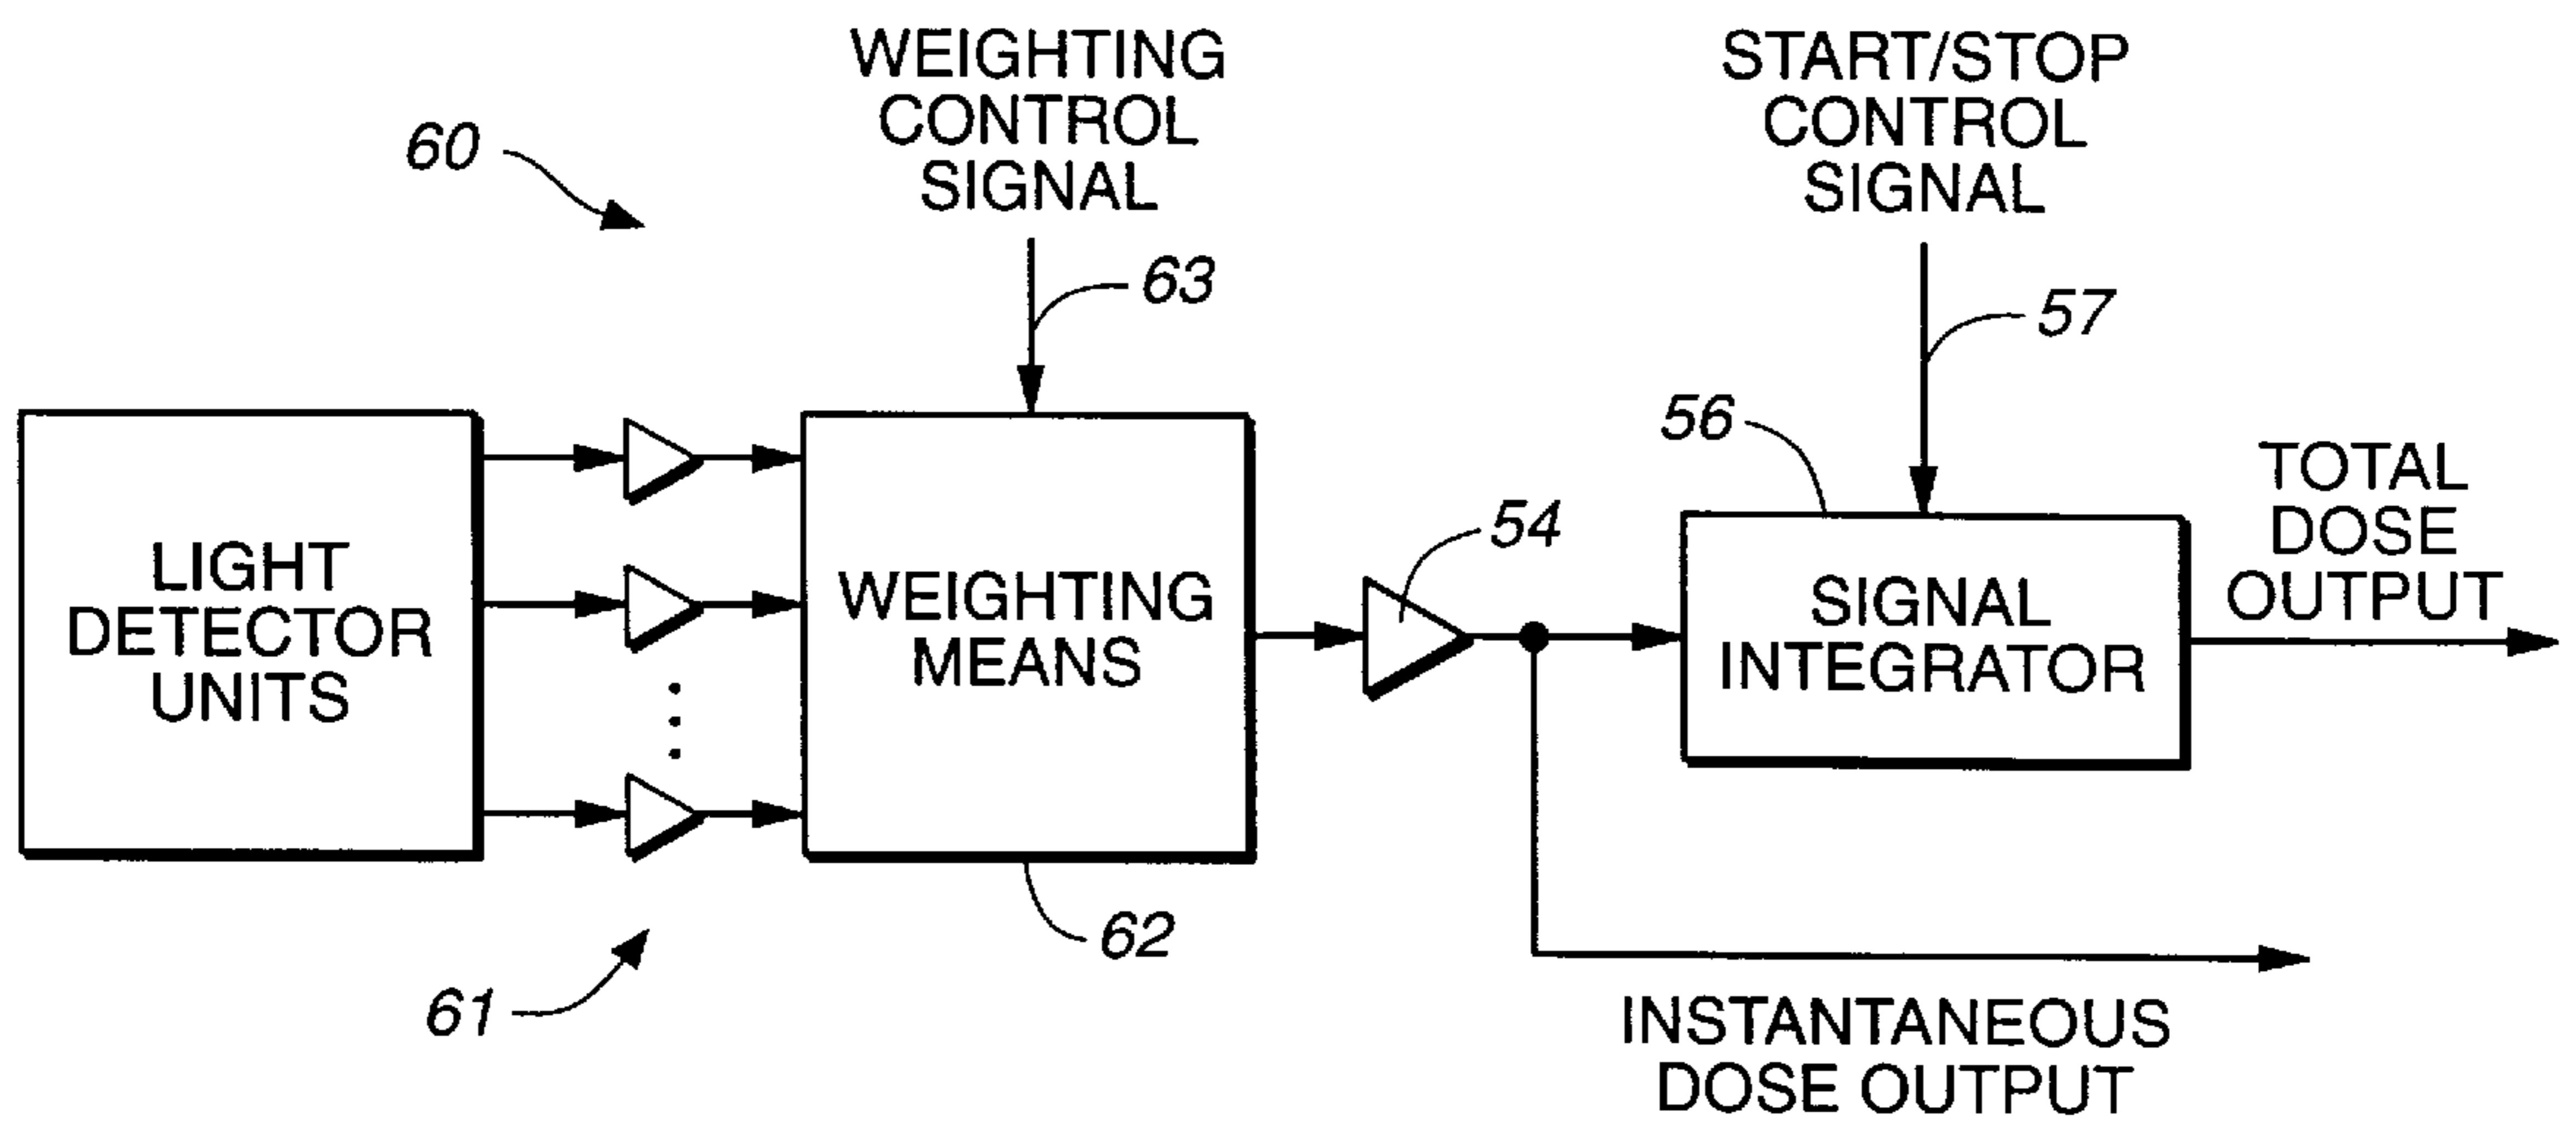 WEIGHTING
CONTROL
SIGNAL
START/STOP
CONTROL
SIGNAL
60
63
57
56
54
LIGHT
DETECTOR
UNITS
WEIGHTING
MEANS
SIGNAL
INTEGRATOR
TOTAL
DOSE
OUTPUT
62
61
INSTANTANEOUS
DOSE OUTPUT